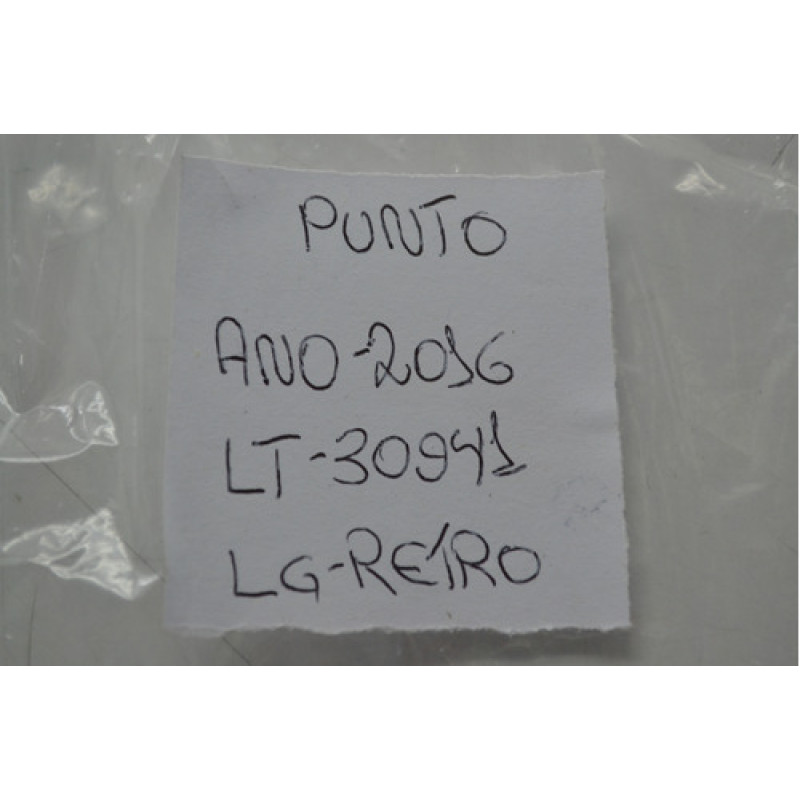 PUNTO
ANO-2016
LT-30941
LG-RETRO